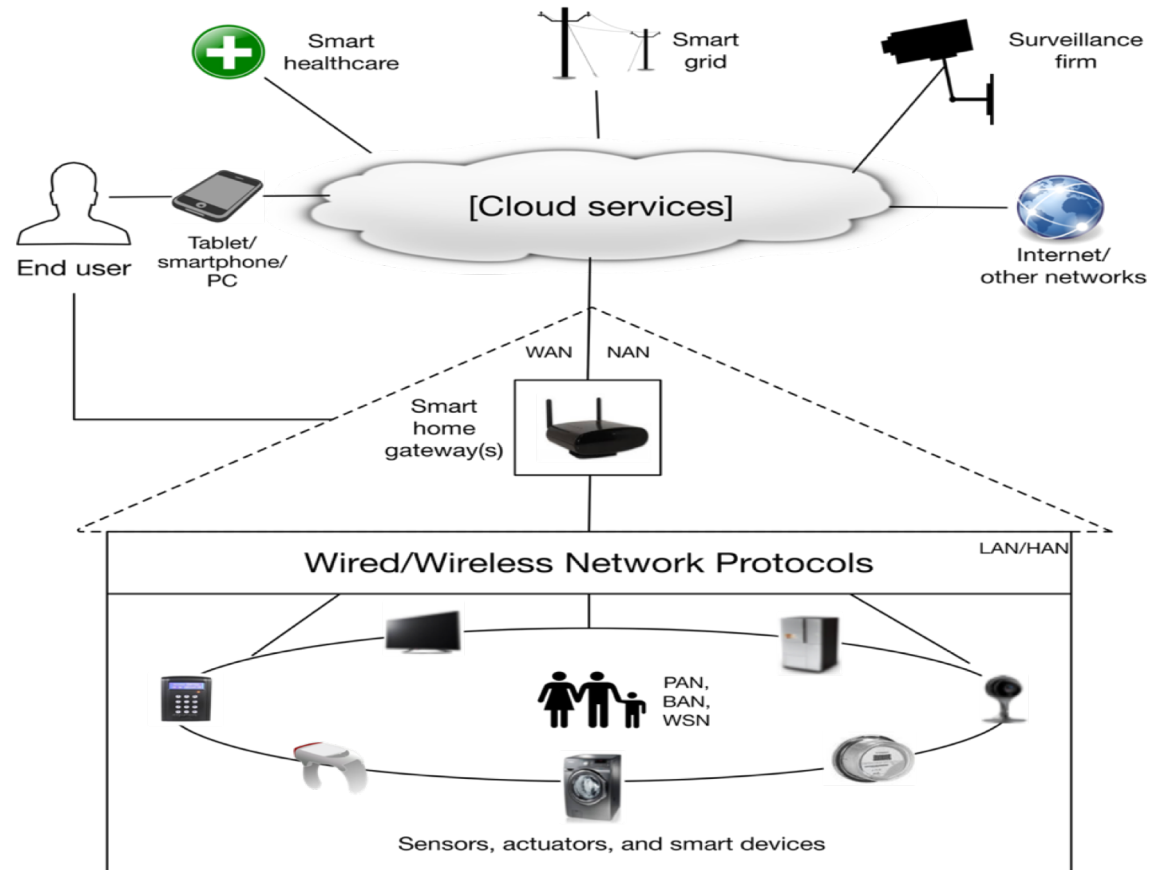 Smart
healthcare
Smart
grid
Surveillance
firm
[Cloud services]
End user
Tablet/
smartphone/
PC
Internet/
other networks
WAN
NAN
Smart
home
gateway(s)
LAN/HAN
Wired/Wireless Network Protocols
PAN,
BAN,
WSN
Sensors, actuators, and smart devices